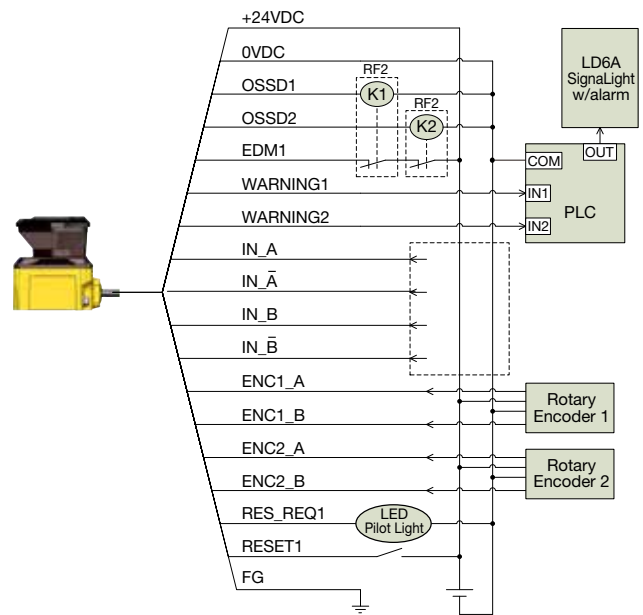 +24VDC
0VDC
OSSD1
RF2
K1
OSSD2
RF2
K2
EDM1
WARNING1
WARNING2
LD6A
SignaLight
w/alarm
OUT
COM
IN1
IN2
PLC
IN_A
IN_A̅
IN_B
IN_B̅
ENC1_A
ENC1_B
Rotary
Encoder 1
ENC2_A
ENC2_B
Rotary
Encoder 2
RES_REQ1
LED
Pilot Light
RESET1
FG